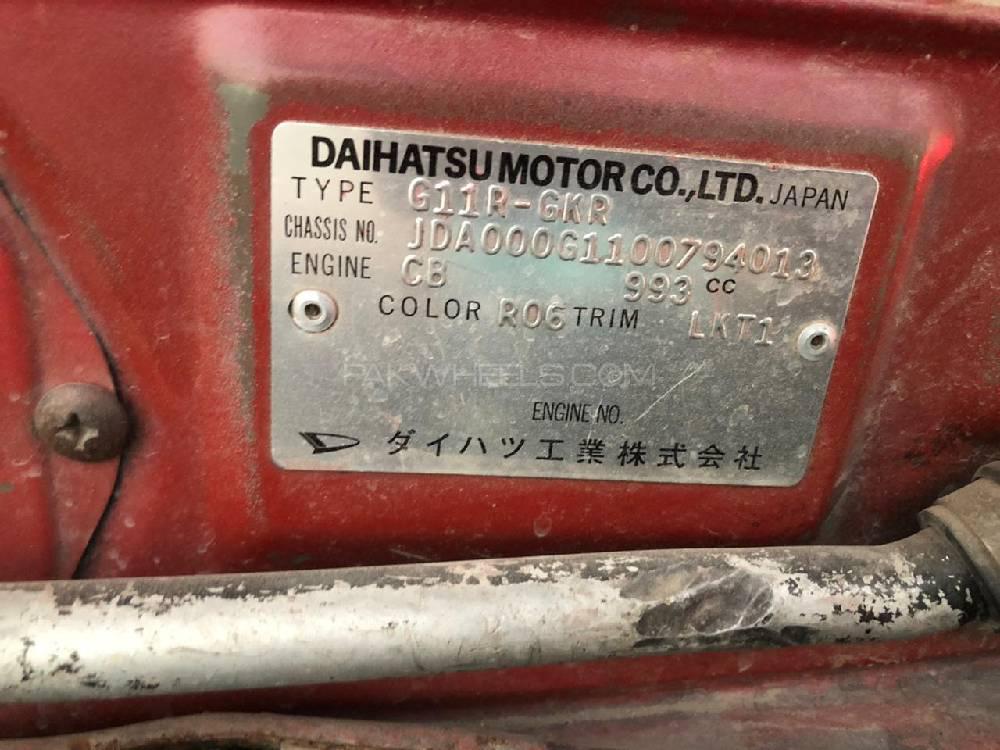 DAIHATSU MOTOR CO., LTD. JAPAN
TYPE G11R-GKR
CHASSIS NO. JDA000G1100794013
ENGINE CB 993 CC
COLOR R06 TRIM LKT1
PAKWHEELS.COM
ENGINE NO.
ダイハツ工業株式会社